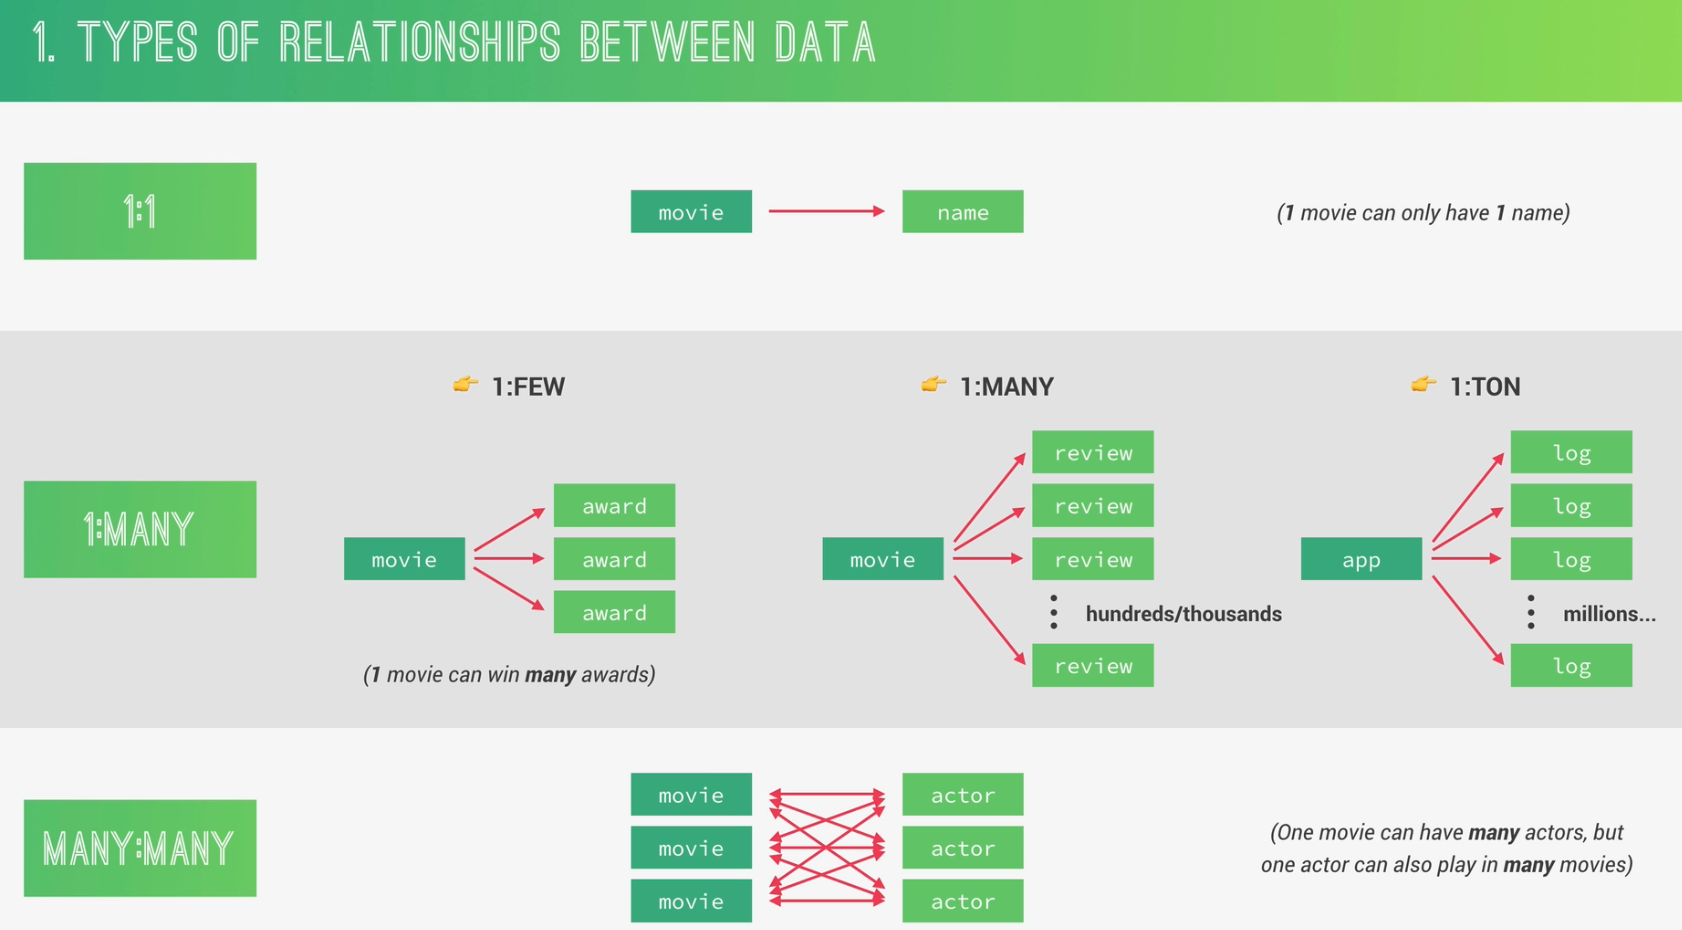 1. TYPES OF RELATIONSHIPS BETWEEN DATA
1:1
movie
name
(1 movie can only have 1 name)
1:MANY
1:FEW
movie
award
award
award
(1 movie can win many awards)
1:MANY
movie
review
review
review
hundreds/thousands
review
1:TON
app
log
log
log
millions...
log
MANY:MANY
movie
movie
movie
actor
actor
actor
(One movie can have many actors, but
one actor can also play in many movies)